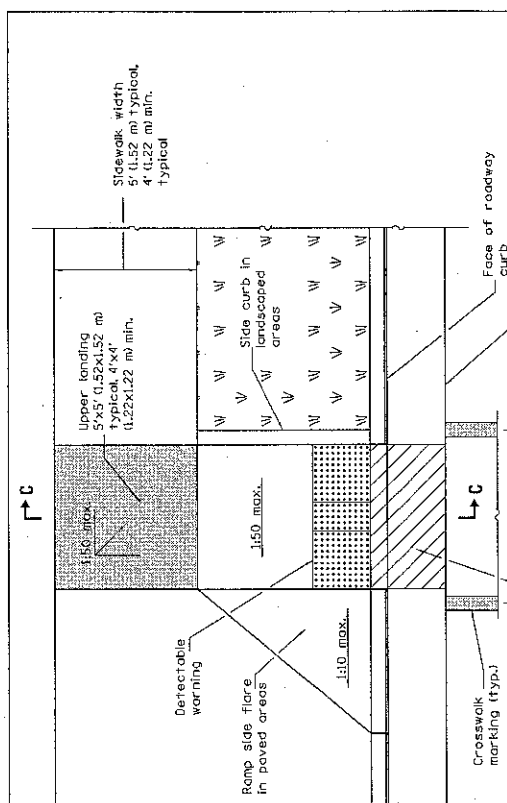 Sidewalk width
5' (1.52 m) typical,
4' (1.22 m) min.
typical
Upper landing
5'x5' (1.52x1.52 m)
typical, 4'x4'
(1.22x1.22 m) min.
1:50 max.
C
Side curb in
landscaped
areas
Detectable
warning
1:50 max.
Ramp side flare
in paved areas
1:10 max.
Face of roadway
curb
C
Crosswalk
marking (typ.)